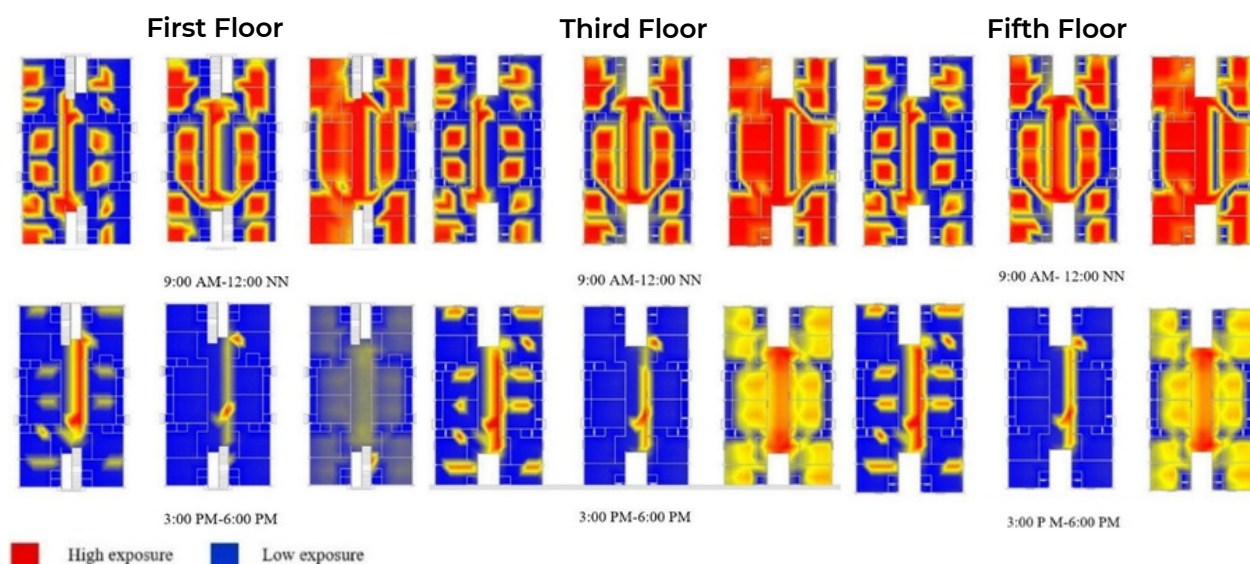 First Floor
Third Floor
Fifth Floor
9:00 AM-12:00 NN
9:00 AM-12:00 NN
9:00 AM- 12:00 NN
3:00 PM-6:00 PM
3:00 PM-6:00 PM
3:00 P M-6:00 PM
High exposure
Low exposure